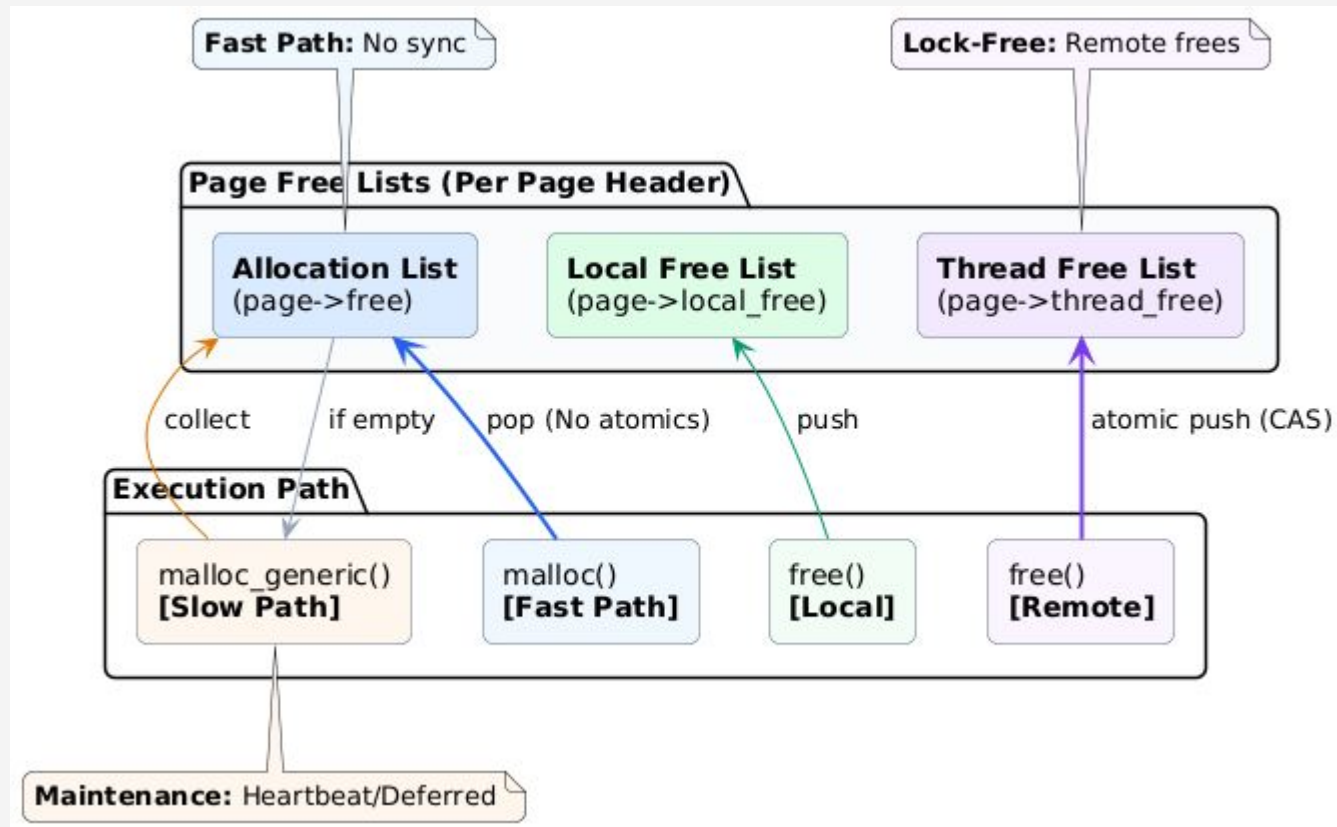 Fast Path: No sync
Lock-Free: Remote frees
Page Free Lists (Per Page Header)
Allocation List
(page->free)
Local Free List
(page->local_free)
Thread Free List
(page->thread_free)
collect
if empty
pop (No atomics)
push
atomic push (CAS)
Execution Path
malloc_generic()
[Slow Path]
malloc()
[Fast Path]
free()
[Local]
free()
[Remote]
Maintenance: Heartbeat/Deferred